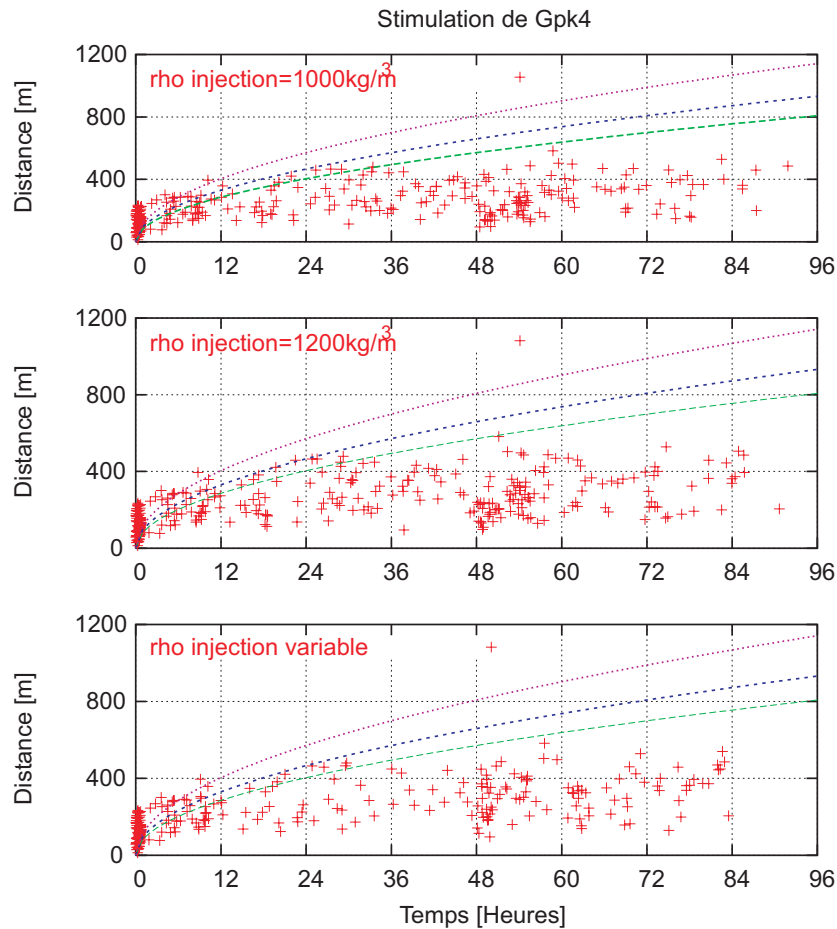 Stimulation de Gpk4
1200
rho injection=1000kg/m³
800
400
0
Distance [m]
0 12 24 36 48 60 72 84 96
1200
rho injection=1200kg/m³
800
400
0
Distance [m]
0 12 24 36 48 60 72 84 96
1200
rho injection variable
800
400
0
Distance [m]
0 12 24 36 48 60 72 84 96
Temps [Heures]